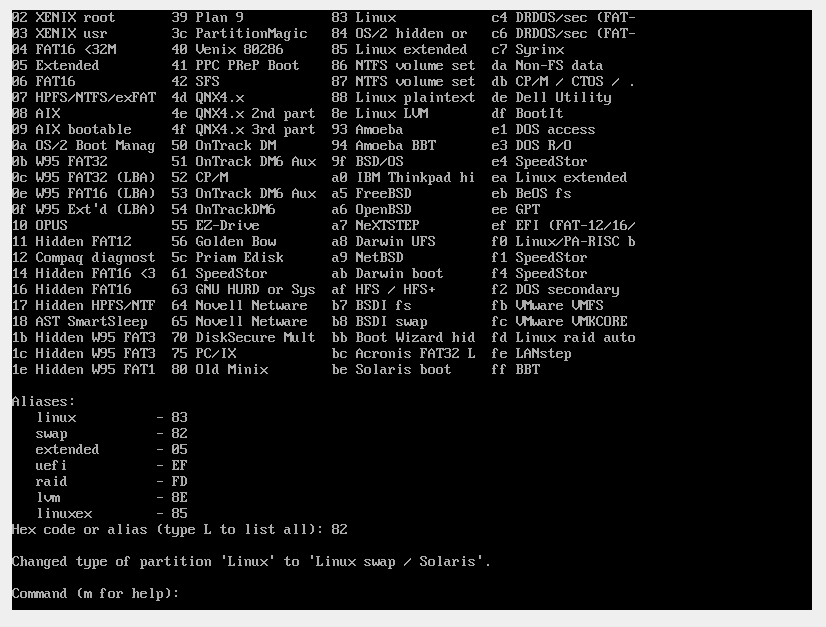 02 XENIX root       39 Plan 9           83 Linux            c4 DRDOS/sec (FAT-
03 XENIX usr        3c PartitionMagic   84 OS/2 hidden or   c6 DRDOS/sec (FAT-
04 FAT16 <32M       40 Venix 80286      85 Linux extended   c7 Syrinx
05 Extended         41 PPC PReP Boot    86 NTFS volume set  da Non-FS data
06 FAT16            42 SFS              87 NTFS volume set  db CP/M / CTOS / .
07 HPFS/NTFS/exFAT  4d QNX4.x           88 Linux plaintext  de Dell Utility
08 AIX              4e QNX4.x 2nd part  8e Linux LVM        df BootIt
09 AIX bootable     4f QNX4.x 3rd part  93 Amoeba           e1 DOS access
0a OS/2 Boot Manag  50 OnTrack DM       94 Amoeba BBT       e3 DOS R/O
0b W95 FAT32        51 OnTrack DM6 Aux  9f BSD/OS           e4 SpeedStor
0c W95 FAT32 (LBA)  52 CP/M             a0 IBM Thinkpad hi  ea Linux extended
0e W95 FAT16 (LBA)  53 OnTrack DM6 Aux  a5 FreeBSD          eb BeOS fs
0f W95 Ext'd (LBA)  54 OnTrackDM6       a6 OpenBSD          ee GPT
10 OPUS             55 EZ-Drive         a7 NeXTSTEP         ef EFI (FAT-12/16/
11 Hidden FAT12     56 Golden Bow       a8 Darwin UFS       f0 Linux/PA-RISC b
12 Compaq diagnost  5c Priam Edisk      a9 NetBSD           f1 SpeedStor
14 Hidden FAT16 <3  61 SpeedStor        ab Darwin boot      f4 SpeedStor
16 Hidden FAT16     63 GNU HURD or Sys  af HFS / HFS+       f2 DOS secondary
17 Hidden HPFS/NTF  64 Novell Netware   b7 BSDI fs          fb VMware VMFS
18 AST SmartSleep   65 Novell Netware   b8 BSDI swap        fc VMware VMKCORE
1b Hidden W95 FAT3  70 DiskSecure Mult  bb Boot Wizard hid  fd Linux raid auto
1c Hidden W95 FAT3  75 PC/IX            bc Acronis FAT32 L  fe LANstep
1e Hidden W95 FAT1  80 Old Minix        be Solaris boot     ff BBT
Aliases:
linux          - 83
swap           - 82
extended       - 05
uefi           - EF
raid           - FD
lvm            - 8E
linuxex        - 85
Hex code or alias (type L to list all): 82
Changed type of partition 'Linux' to 'Linux swap / Solaris'.
Command (m for help):